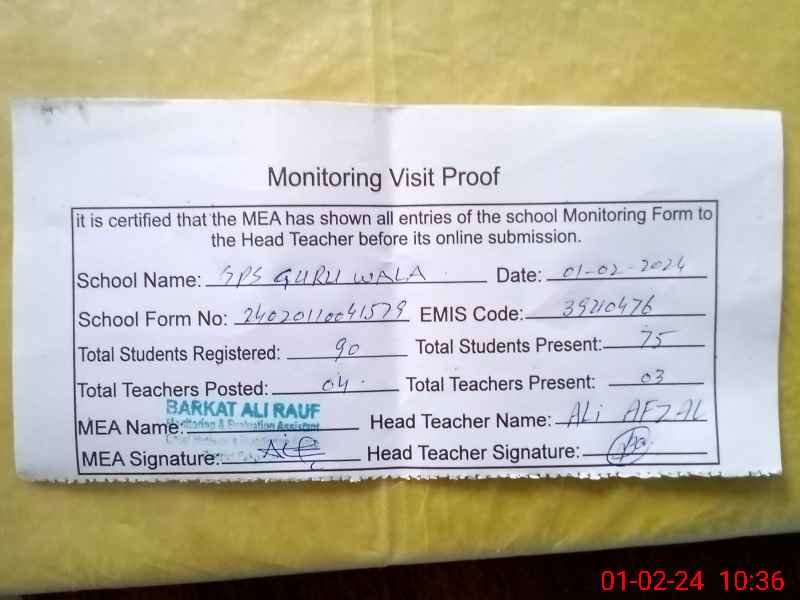 Monitoring Visit Proof
it is certified that the MEA has shown all entries of the school Monitoring Form to
the Head Teacher before its online submission.
School Name: GPS GURU WALA Date: 01-02-2024
School Form No: 24020110041579 EMIS Code: 39210476
Total Students Registered: 90 Total Students Present: 75
Total Teachers Posted: 04 Total Teachers Present: 03
BARKAT ALI RAUF
MEA Name: Monitoring & Evaluation Assistant Head Teacher Name: ALi AFZAL
MEA Signature: Head Teacher Signature:
01-02-24 10:36